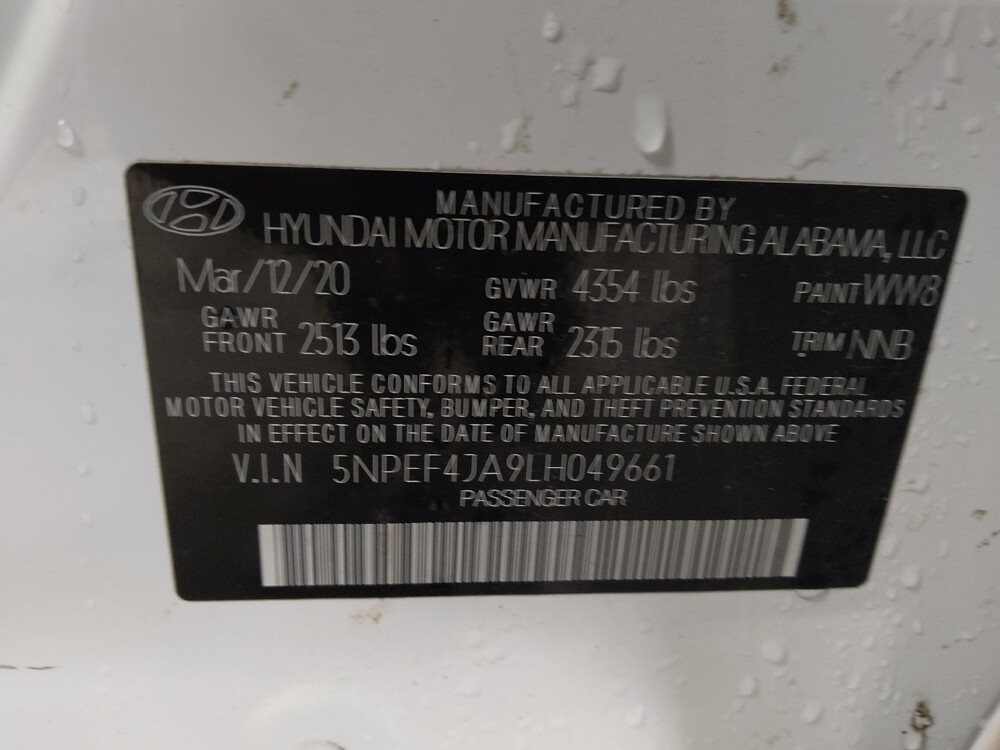 MANUFACTURED BY
HYUNDAI MOTOR MANUFACTURING ALABAMA, LLC
Mar/12/20 GVWR 4354 lbs PAINT WW8
GAWR FRONT 2513 lbs GAWR REAR 2315 lbs TRIM NNB
THIS VEHICLE CONFORMS TO ALL APPLICABLE U.S.A. FEDERAL
MOTOR VEHICLE SAFETY, BUMPER, AND THEFT PREVENTION STANDARDS
IN EFFECT ON THE DATE OF MANUFACTURE SHOWN ABOVE
V.I.N 5NPEF4JA9LH049661
PASSENGER CAR